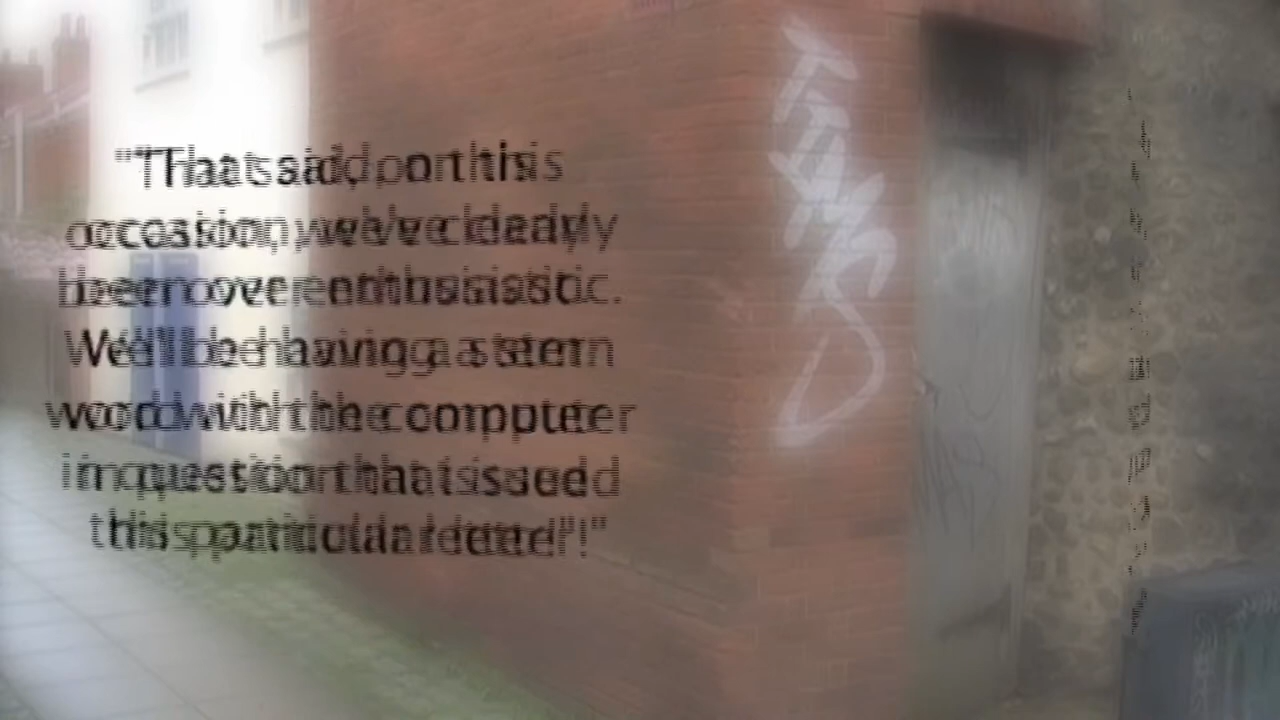 "That said, on this
occasion, we've clearly
been over enthusiastic.
We'll be having a stern
word with the computer
in question that issued
this particular letter!"